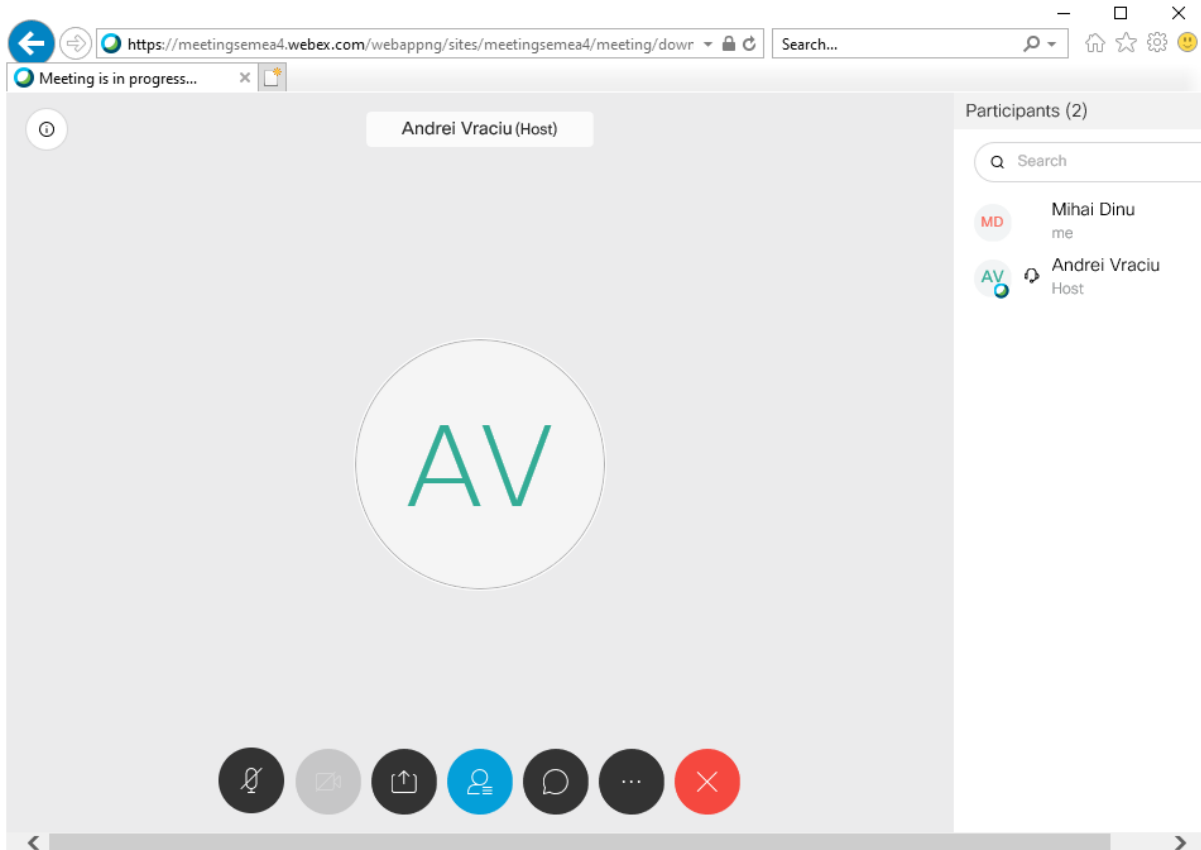 https://meetingsemea4.webex.com/webappng/sites/meetingsemea4/meeting/dowr
Search...
Meeting is in progress...
Andrei Vraciu (Host)
Participants (2)
Search
MD
Mihai Dinu
me
AV
Andrei Vraciu
Host
AV